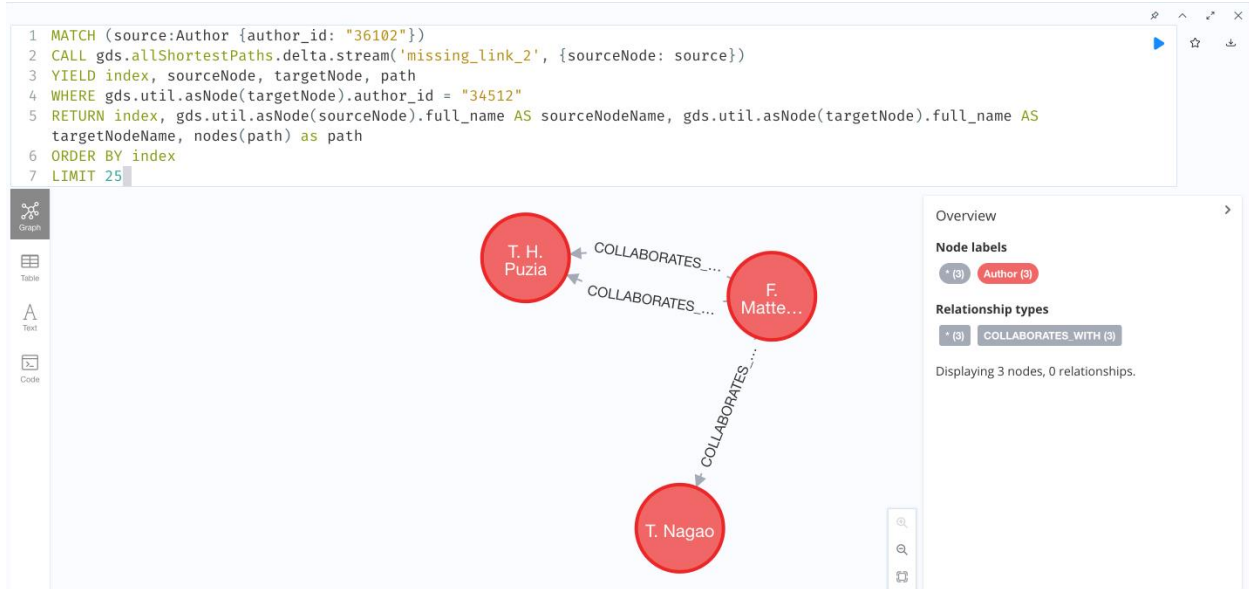 1 MATCH (source:Author {author_id: "36102"})
2 CALL gds.allShortestPaths.delta.stream('missing_link_2', {sourceNode: source})
3 YIELD index, sourceNode, targetNode, path
4 WHERE gds.util.asNode(targetNode).author_id = "34512"
5 RETURN index, gds.util.asNode(sourceNode).full_name AS sourceNodeName, gds.util.asNode(targetNode).full_name AS
targetNodeName, nodes(path) as path
6 ORDER BY index
7 LIMIT 25
Graph
Table
A
Text
Code
T. H.
Puzia
COLLABORATES_...
COLLABORATES_...
F.
Matte...
COLLABORATES_...
T. Nagao
Overview
Node labels
* (3) Author (3)
Relationship types
* (3) COLLABORATES_WITH (3)
Displaying 3 nodes, 0 relationships.